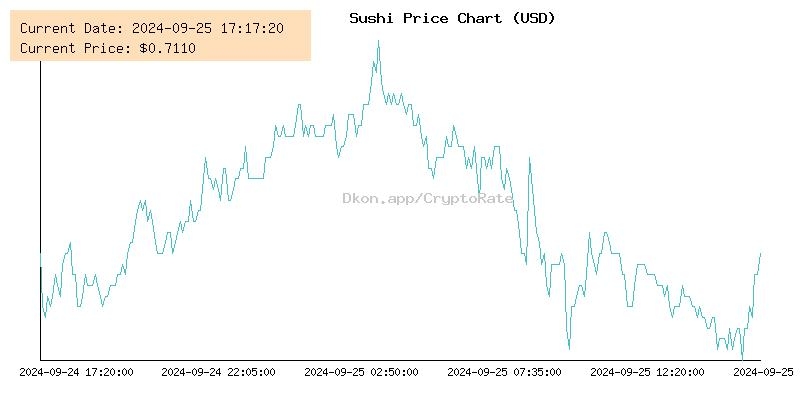 Sushi Price Chart (USD)
Current Date: 2024-09-25 17:17:20
Current Price: $0.7110
Dkon.app/CryptoRate
2024-09-24 17:20:00
2024-09-24 22:05:00
2024-09-25 02:50:00
2024-09-25 07:35:00
2024-09-25 12:20:00
2024-09-25